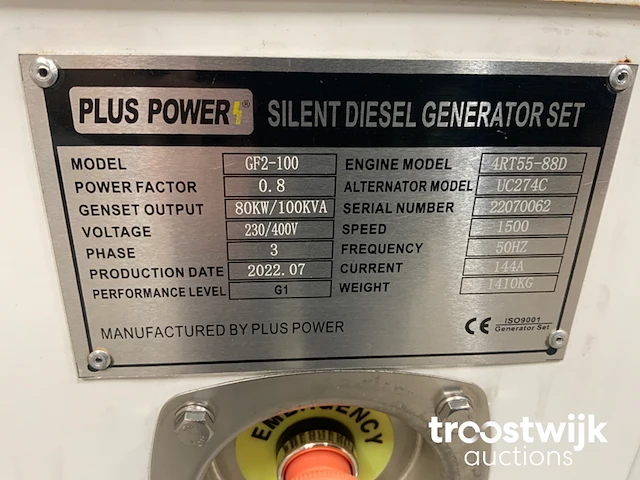 PLUS POWER® SILENT DIESEL GENERATOR SET
MODEL GF2-100 ENGINE MODEL 4RT55-88D
POWER FACTOR 0.8 ALTERNATOR MODEL UC274C
GENSET OUTPUT 80KW/100KVA SERIAL NUMBER 22070062
VOLTAGE 230/400V SPEED 1500
PHASE 3 FREQUENCY 50HZ
PRODUCTION DATE 2022.07 CURRENT 144A
PERFORMANCE LEVEL G1 WEIGHT 1410KG
MANUFACTURED BY PLUS POWER
CE ISO9001
Generator Set
EMERGENCY
troostwijk
auctions